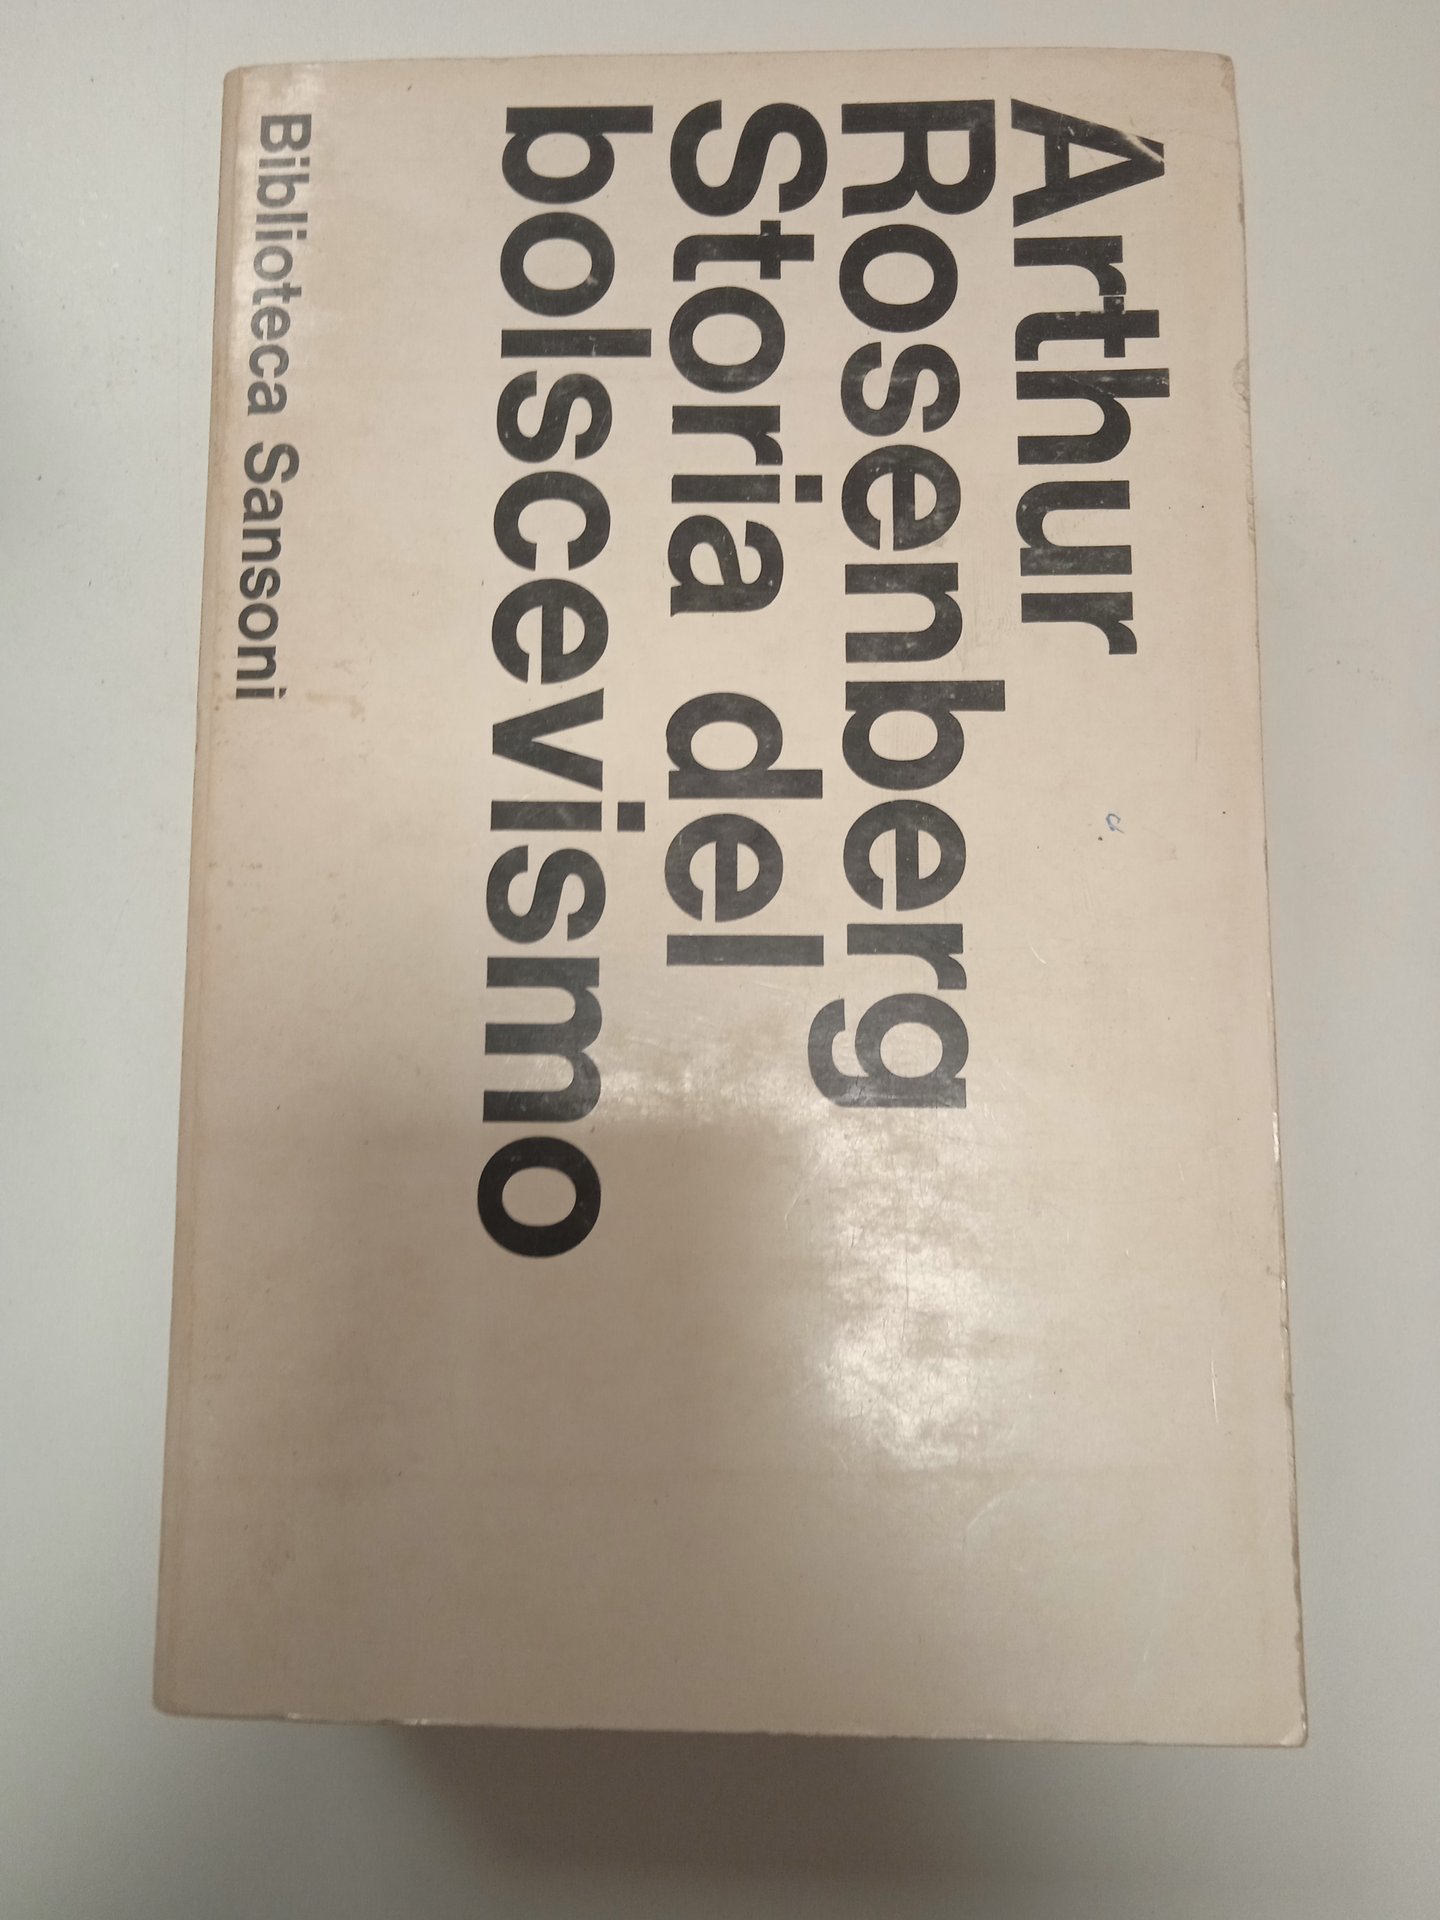 Arthur
Rosenberg
Storia del
bolscevismo
Biblioteca Sansoni